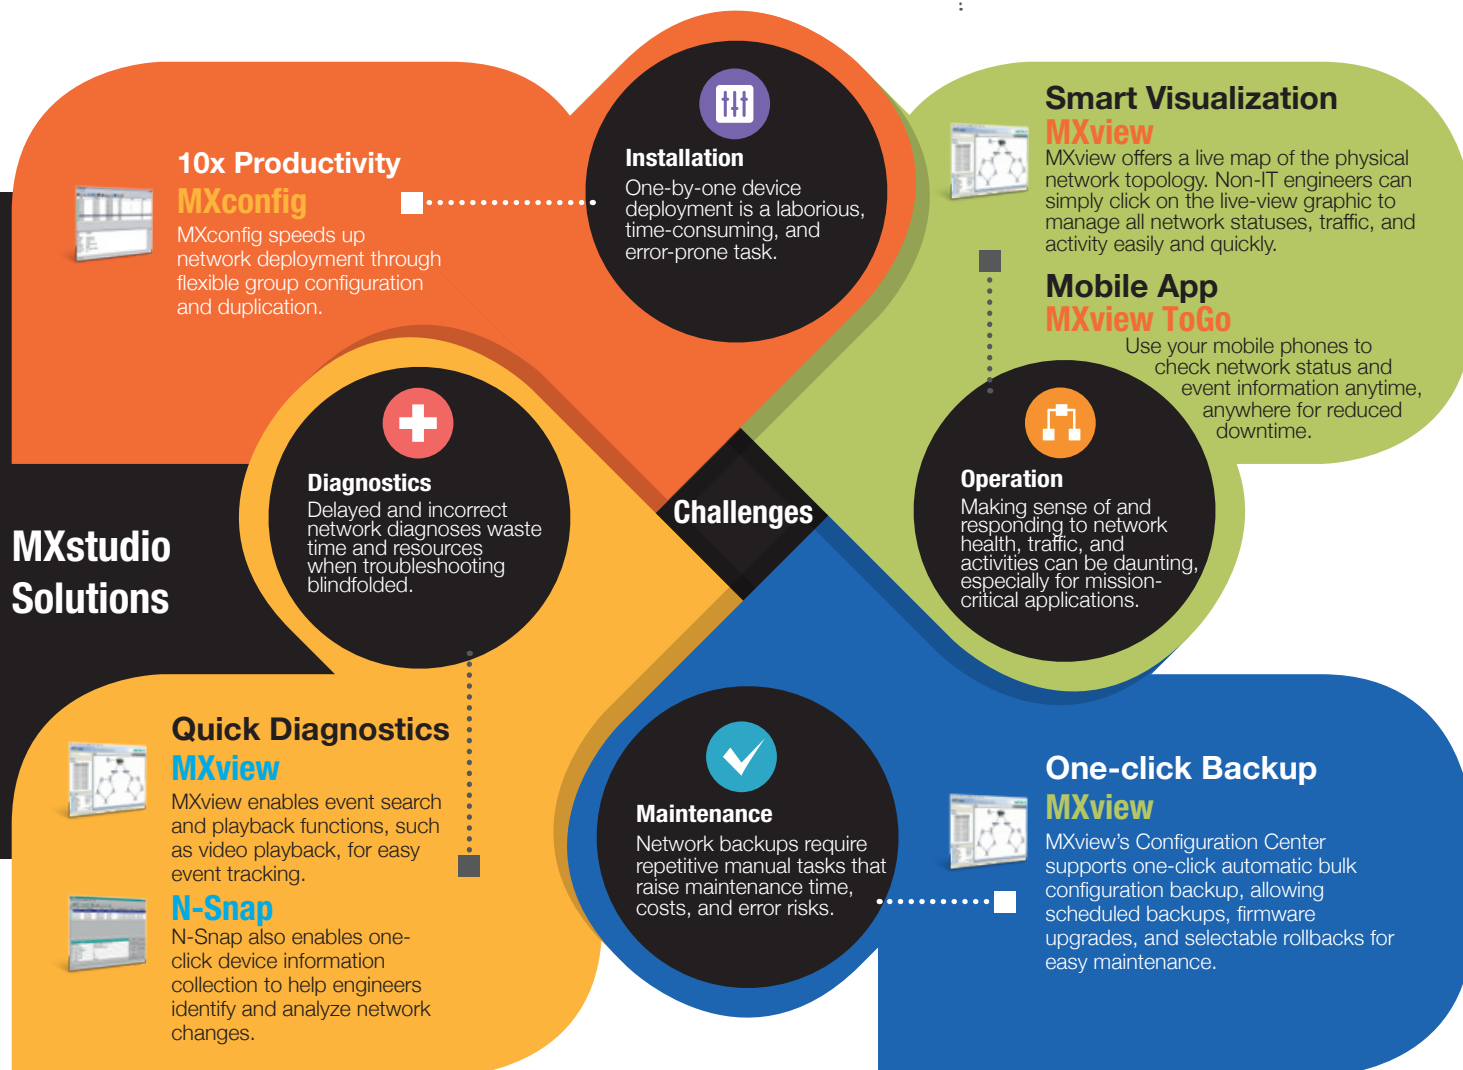 10x Productivity
MXconfig
MXconfig speeds up
network deployment through
flexible group configuration
and duplication.
Installation
One-by-one device
deployment is a laborious,
time-consuming, and
error-prone task.
Smart Visualization
MXview
MXview offers a live map of the physical
network topology. Non-IT engineers can
simply click on the live-view graphic to
manage all network statuses, traffic, and
activity easily and quickly.
Mobile App
MXview ToGo
Use your mobile phones to
check network status and
event information anytime,
anywhere for reduced
downtime.
Diagnostics
Delayed and incorrect
network diagnoses waste
time and resources
when troubleshooting
blindfolded.
Challenges
Operation
Making sense of and
responding to network
health, traffic, and
activities can be daunting,
especially for mission-
critical applications.
MXstudio
Solutions
Quick Diagnostics
MXview
MXview enables event search
and playback functions, such
as video playback, for easy
event tracking.
N-Snap
N-Snap also enables one-
click device information
collection to help engineers
identify and analyze network
changes.
Maintenance
Network backups require
repetitive manual tasks that
raise maintenance time,
costs, and error risks.
One-click Backup
MXview
MXview's Configuration Center
supports one-click automatic bulk
configuration backup, allowing
scheduled backups, firmware
upgrades, and selectable rollbacks for
easy maintenance.